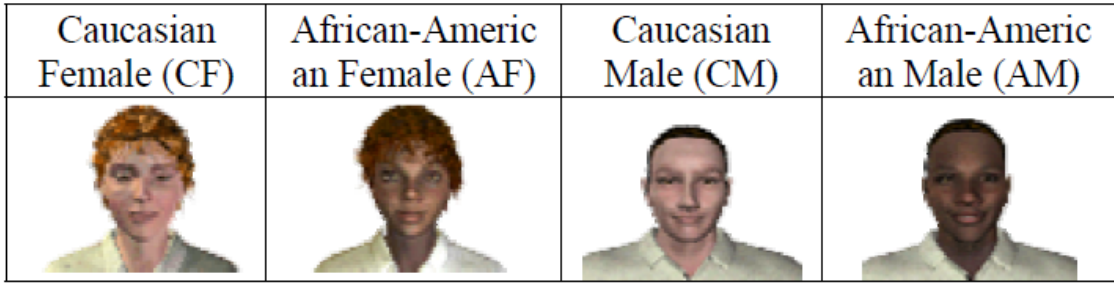 Caucasian
Female (CF)
African-Americ
an Female (AF)
Caucasian
Male (CM)
African-Americ
an Male (AM)